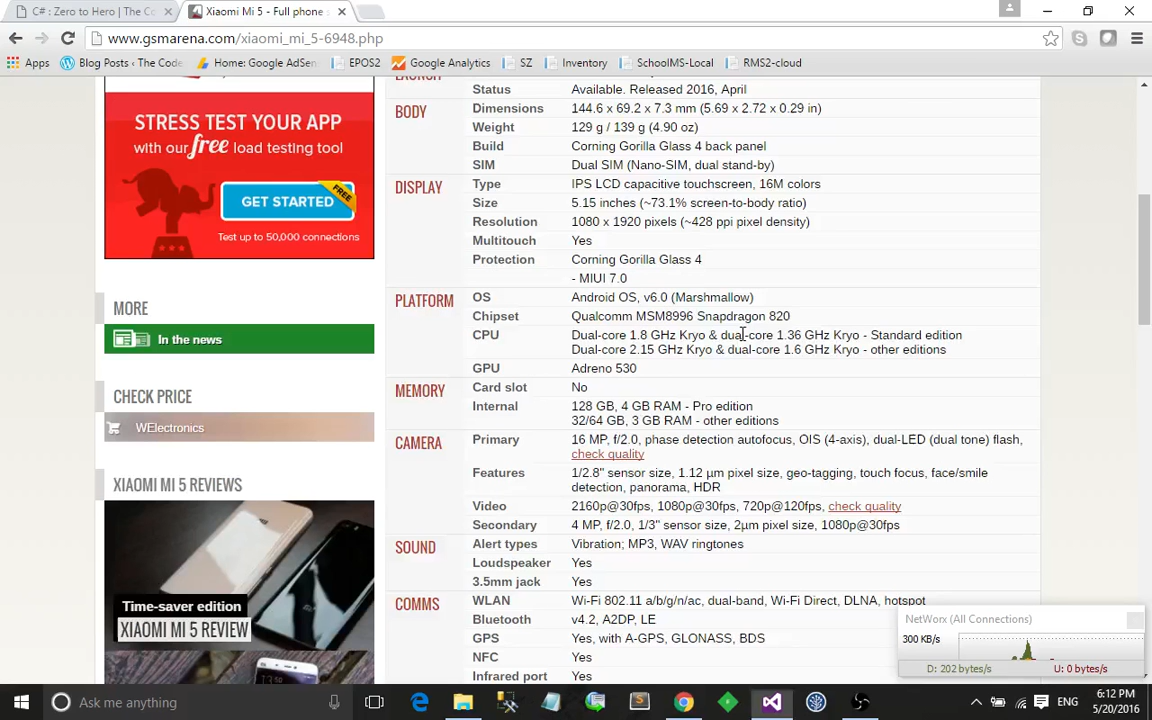 C# : Zero to Hero | The Co
Xiaomi Mi 5 - Full phone s
www.gsmarena.com/xiaomi_mi_5-6948.php
Apps
Blog Posts ‹ The Code
Home: Google AdSen
EPOS2
Google Analytics
SZ
Inventory
SchoolMS-Local
RMS2-cloud
LAUNCH
Status Available. Released 2016, April
BODY Dimensions 144.6 x 69.2 x 7.3 mm (5.69 x 2.72 x 0.29 in)
Weight 129 g / 139 g (4.90 oz)
Build Corning Gorilla Glass 4 back panel
SIM Dual SIM (Nano-SIM, dual stand-by)
DISPLAY Type IPS LCD capacitive touchscreen, 16M colors
Size 5.15 inches (~73.1% screen-to-body ratio)
Resolution 1080 x 1920 pixels (~428 ppi pixel density)
Multitouch Yes
Protection Corning Gorilla Glass 4
- MIUI 7.0
PLATFORM OS Android OS, v6.0 (Marshmallow)
Chipset Qualcomm MSM8996 Snapdragon 820
CPU Dual-core 1.8 GHz Kryo & dual-core 1.36 GHz Kryo - Standard edition
Dual-core 2.15 GHz Kryo & dual-core 1.6 GHz Kryo - other editions
GPU Adreno 530
MEMORY Card slot No
Internal 128 GB, 4 GB RAM - Pro edition
32/64 GB, 3 GB RAM - other editions
CAMERA Primary 16 MP, f/2.0, phase detection autofocus, OIS (4-axis), dual-LED (dual tone) flash,
check quality
Features 1/2.8" sensor size, 1.12 µm pixel size, geo-tagging, touch focus, face/smile
detection, panorama, HDR
Video 2160p@30fps, 1080p@30fps, 720p@120fps, check quality
Secondary 4 MP, f/2.0, 1/3" sensor size, 2µm pixel size, 1080p@30fps
SOUND Alert types Vibration; MP3, WAV ringtones
Loudspeaker Yes
3.5mm jack Yes
COMMS WLAN Wi-Fi 802.11 a/b/g/n/ac, dual-band, Wi-Fi Direct, DLNA, hotspot
Bluetooth v4.2, A2DP, LE
GPS Yes, with A-GPS, GLONASS, BDS
NFC Yes
Infrared port Yes
STRESS TEST YOUR APP
with our free load testing tool
GET STARTED
FREE
Test up to 50,000 connections
MORE
In the news
CHECK PRICE
WElectronics
XIAOMI MI 5 REVIEWS
Time-saver edition
XIAOMI MI 5 REVIEW
NetWorx (All Connections)
300 KB/s
D: 202 bytes/s
U: 0 bytes/s
Ask me anything
ENG
6:12 PM
5/20/2016